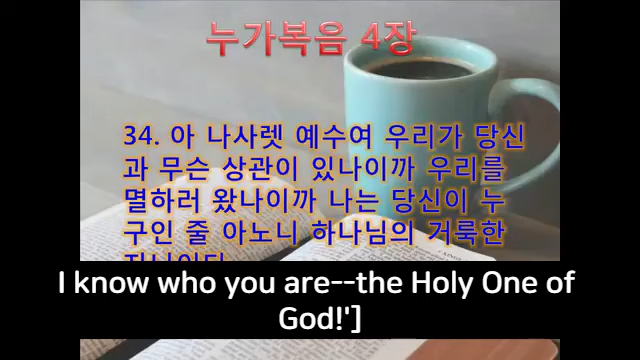 누가복음 4장
34. 아 나사렛 예수여 우리가 당신
과 무슨 상관이 있나이까 우리를
멸하러 왔나이까 나는 당신이 누
구인 줄 아노니 하나님의 거룩한
I know who you are--the Holy One of
God!']